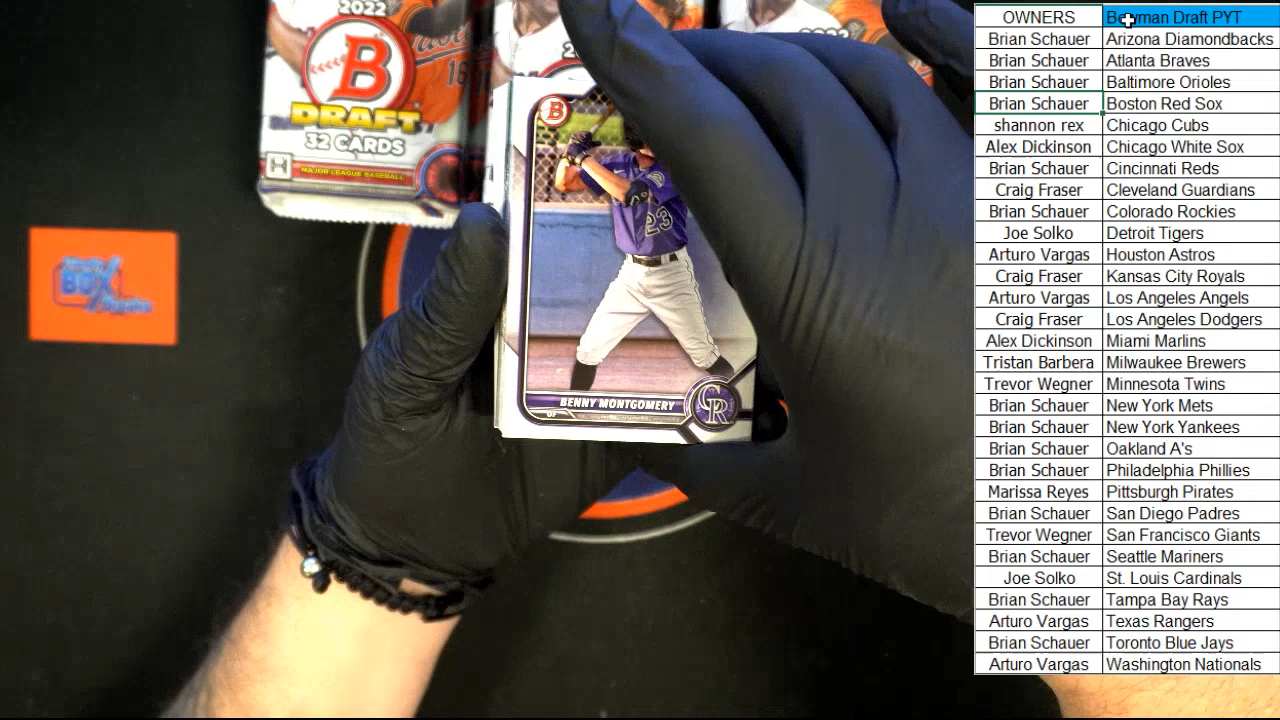 2022
B
DRAFT
32 CARDS
MAJOR LEAGUE BASEBALL
16
BOX
B
23
BENNY MONTGOMERY
OF
CR
OWNERS Bowman Draft PYT
Brian Schauer Arizona Diamondbacks
Brian Schauer Atlanta Braves
Brian Schauer Baltimore Orioles
Brian Schauer Boston Red Sox
shannon rex Chicago Cubs
Alex Dickinson Chicago White Sox
Brian Schauer Cincinnati Reds
Craig Fraser Cleveland Guardians
Brian Schauer Colorado Rockies
Joe Solko Detroit Tigers
Arturo Vargas Houston Astros
Craig Fraser Kansas City Royals
Arturo Vargas Los Angeles Angels
Craig Fraser Los Angeles Dodgers
Alex Dickinson Miami Marlins
Tristan Barbera Milwaukee Brewers
Trevor Wegner Minnesota Twins
Brian Schauer New York Mets
Brian Schauer New York Yankees
Brian Schauer Oakland A's
Brian Schauer Philadelphia Phillies
Marissa Reyes Pittsburgh Pirates
Brian Schauer San Diego Padres
Trevor Wegner San Francisco Giants
Brian Schauer Seattle Mariners
Joe Solko St. Louis Cardinals
Brian Schauer Tampa Bay Rays
Arturo Vargas Texas Rangers
Brian Schauer Toronto Blue Jays
Arturo Vargas Washington Nationals